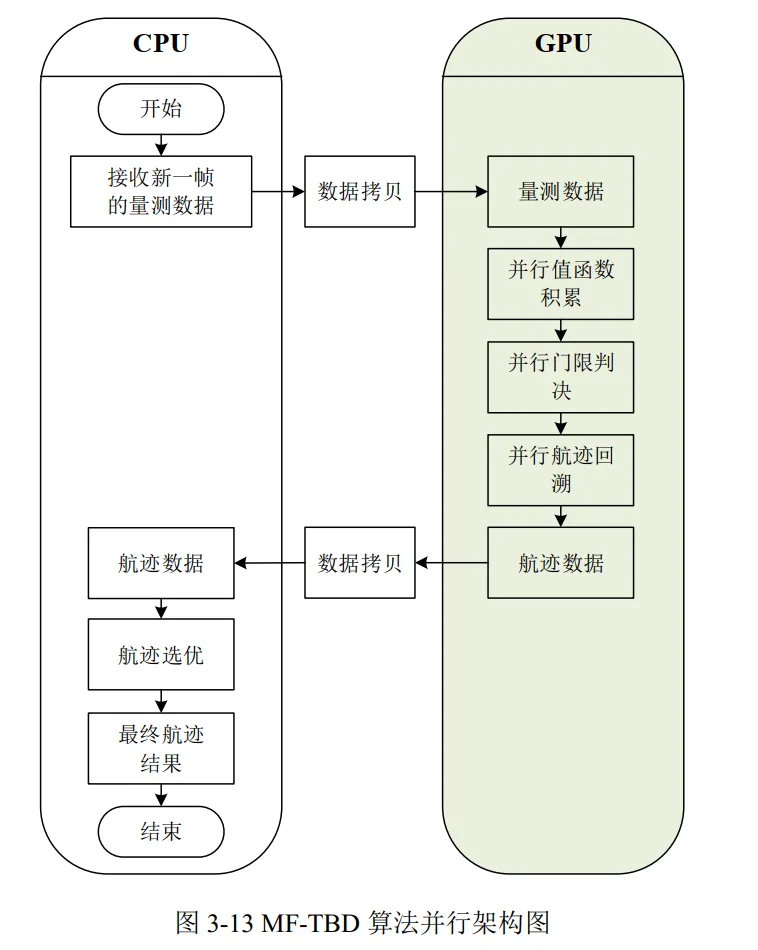 CPU
GPU
开始
接收新一帧
的量测数据
数据拷贝
量测数据
并行值函数
积累
并行门限判
决
并行航迹回
溯
航迹数据
数据拷贝
航迹数据
航迹选优
最终航迹
结果
结束
图 3-13 MF-TBD 算法并行架构图